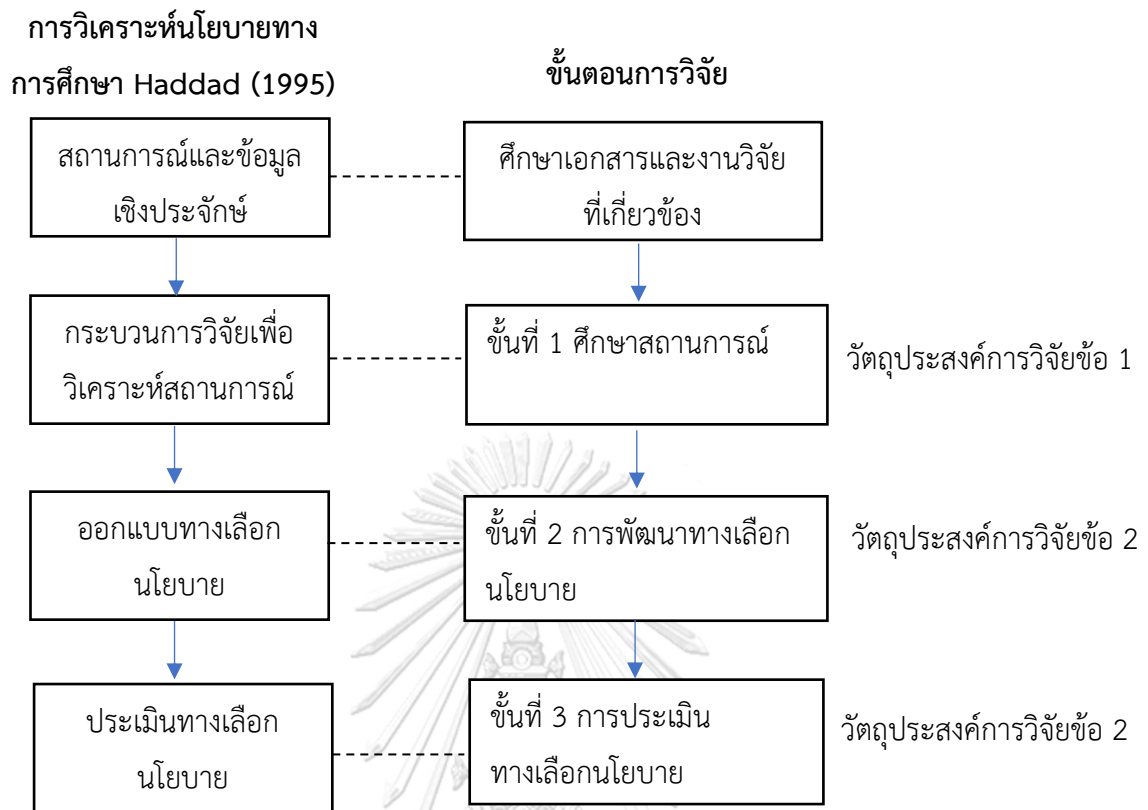 การวิเคราะห์นโยบายทาง
การศึกษา Haddad (1995)
ขั้นตอนการวิจัย
สถานการณ์และข้อมูล
เชิงประจักษ์
ศึกษาเอกสารและงานวิจัย
ที่เกี่ยวข้อง
กระบวนการวิจัยเพื่อ
วิเคราะห์สถานการณ์
ขั้นที่ 1 ศึกษาสถานการณ์
วัตถุประสงค์การวิจัยข้อ 1
ออกแบบทางเลือก
นโยบาย
ขั้นที่ 2 การพัฒนาทางเลือก
นโยบาย
วัตถุประสงค์การวิจัยข้อ 2
ประเมินทางเลือก
นโยบาย
ขั้นที่ 3 การประเมิน
ทางเลือกนโยบาย
วัตถุประสงค์การวิจัยข้อ 2